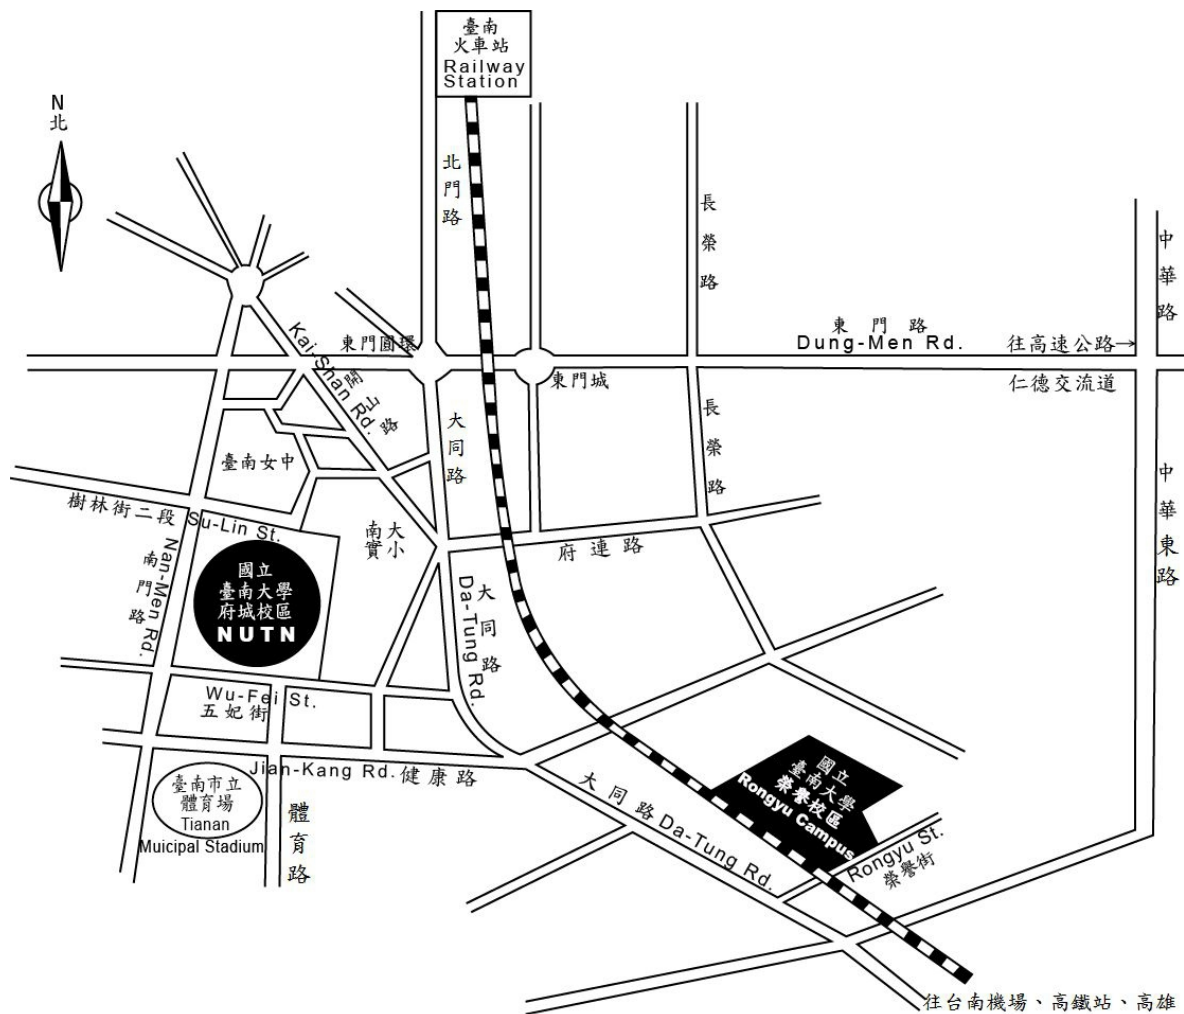 臺南
火車站
Railway
Station
N
北
北門路
長榮路
中華路
Kai-Shan Rd.
開山路
東門圓環
東門路
Dung-Men Rd.
往高速公路→
仁德交流道
東門城
大同路
長榮路
中華東路
臺南女中
樹林街二段 Su-Lin St.
南大
實小
府連路
Nan-Men Rd.
南門路
國立
臺南大學
府城校區
NUTN
Da-Tung Rd.
大同路
Wu-Fei St.
五妃街
Jian-Kang Rd. 健康路
臺南市立
體育場
Tianan
Muicipal Stadium
體育路
國立
臺南大學
榮譽校區
Rongyu Campus
大同路 Da-Tung Rd.
Rongyu St.
榮譽街
往台南機場、高鐵站、高雄